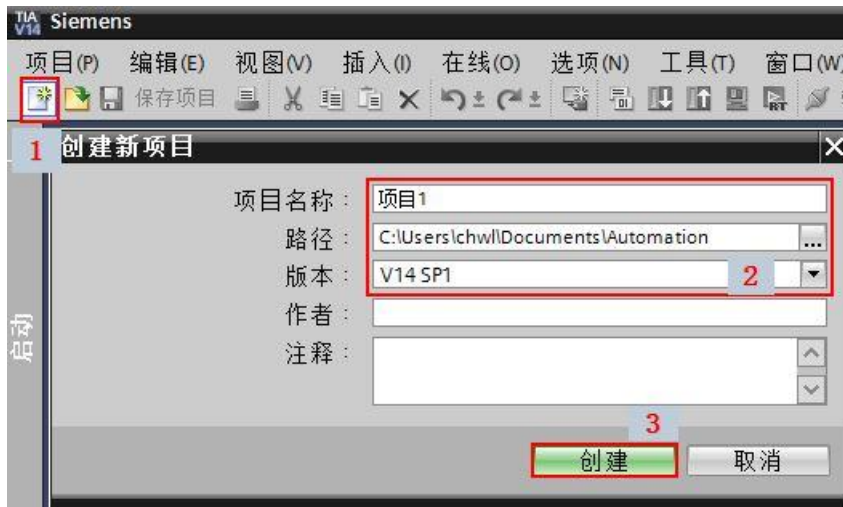 TIA V14 Siemens
项目(P) 编辑(E) 视图(V) 插入(I) 在线(O) 选项(N) 工具(T) 窗口(W)
保存项目
1 创建新项目
项目名称： 项目1
路径： C:\Users\chwl\Documents\Automation ...
版本： V14 SP1 2
作者：
注释：
启动
3
创建 取消